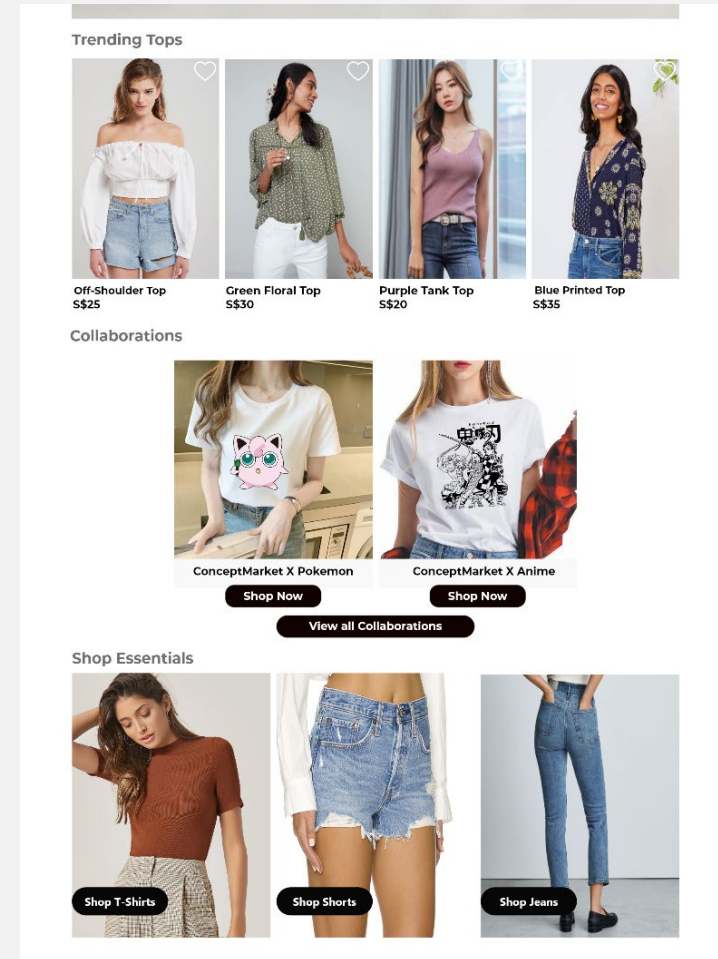 Trending Tops
Off-Shoulder Top
S$25
Green Floral Top
S$30
Purple Tank Top
S$20
Blue Printed Top
S$35
Collaborations
ConceptMarket X Pokemon
Shop Now
ConceptMarket X Anime
Shop Now
View all Collaborations
Shop Essentials
Shop T-Shirts
Shop Shorts
Shop Jeans